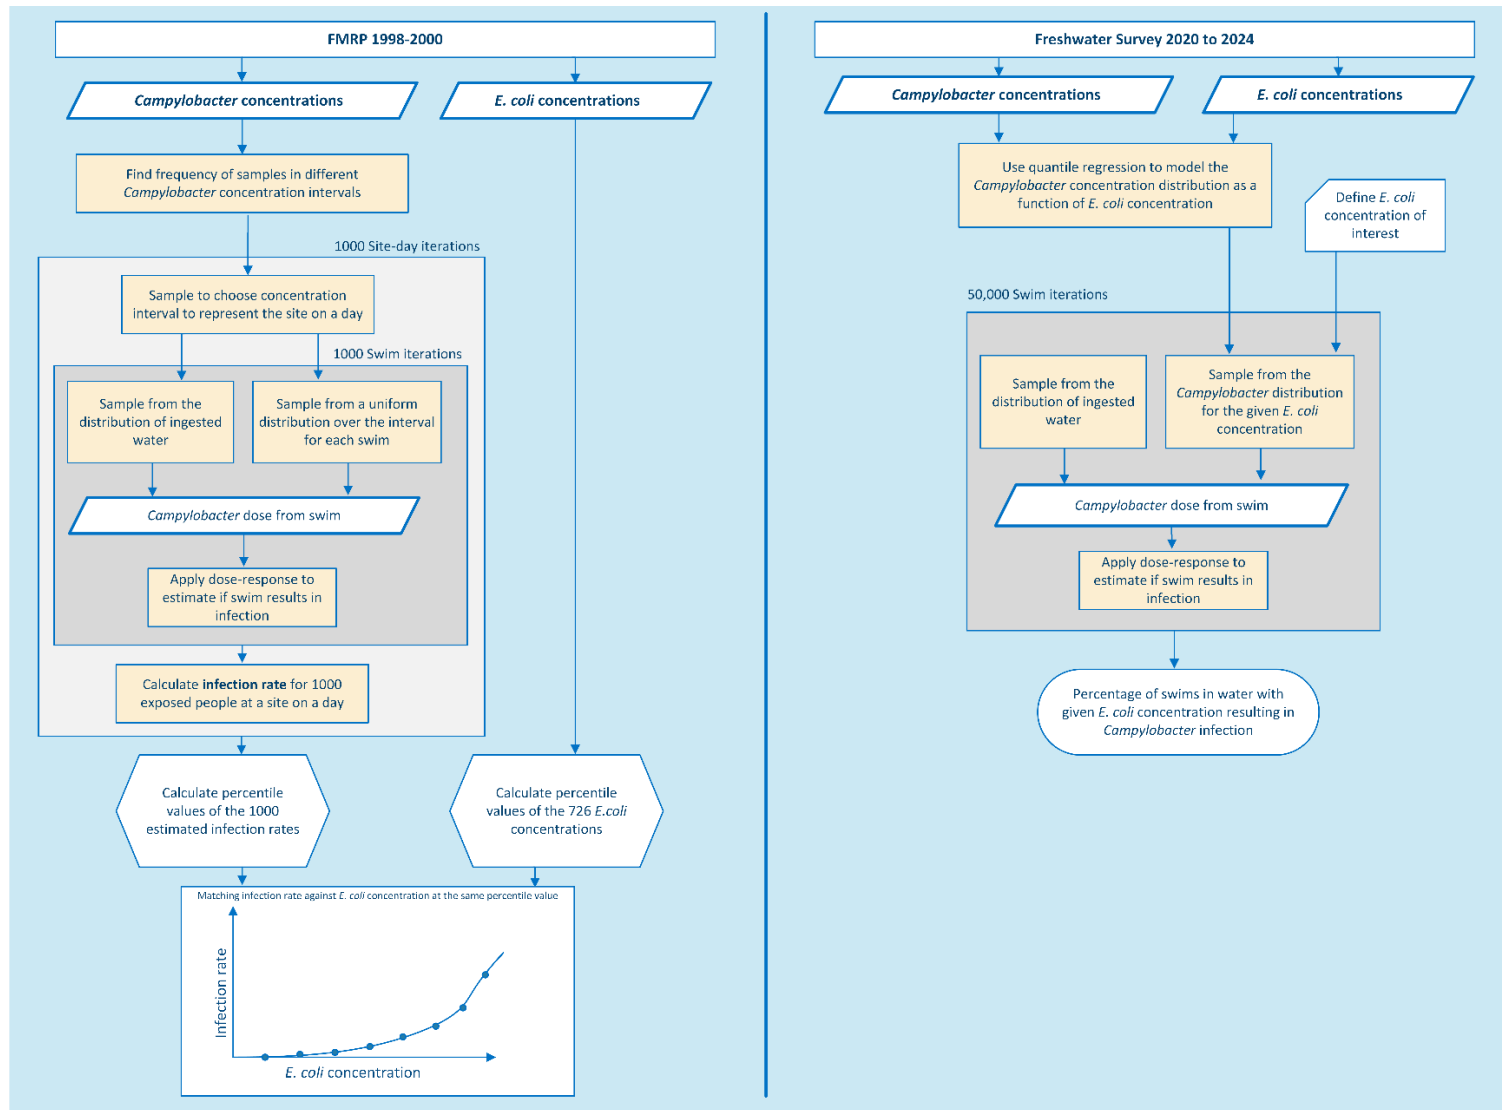 FMRP 1998-2000
Campylobacter concentrations
E. coli concentrations
Find frequency of samples in different
Campylobacter concentration intervals
1000 Site-day iterations
Sample to choose concentration
interval to represent the site on a day
1000 Swim iterations
Sample from the
distribution of ingested
water
Sample from a uniform
distribution over the interval
for each swim
Campylobacter dose from swim
Apply dose-response to
estimate if swim results in
infection
Calculate infection rate for 1000
exposed people at a site on a day
Calculate percentile
values of the 1000
estimated infection rates
Calculate percentile
values of the 726 E.coli
concentrations
Matching infection rate against E. coli concentration at the same percentile value
Infection rate
E. coli concentration
Freshwater Survey 2020 to 2024
Campylobacter concentrations
E. coli concentrations
Use quantile regression to model the
Campylobacter concentration distribution as a
function of E. coli concentration
Define E. coli
concentration of
interest
50,000 Swim iterations
Sample from the
distribution of ingested
water
Sample from the
Campylobacter distribution
for the given E. coli
concentration
Campylobacter dose from swim
Apply dose-response to
estimate if swim results in
infection
Percentage of swims in water with
given E. coli concentration resulting in
Campylobacter infection